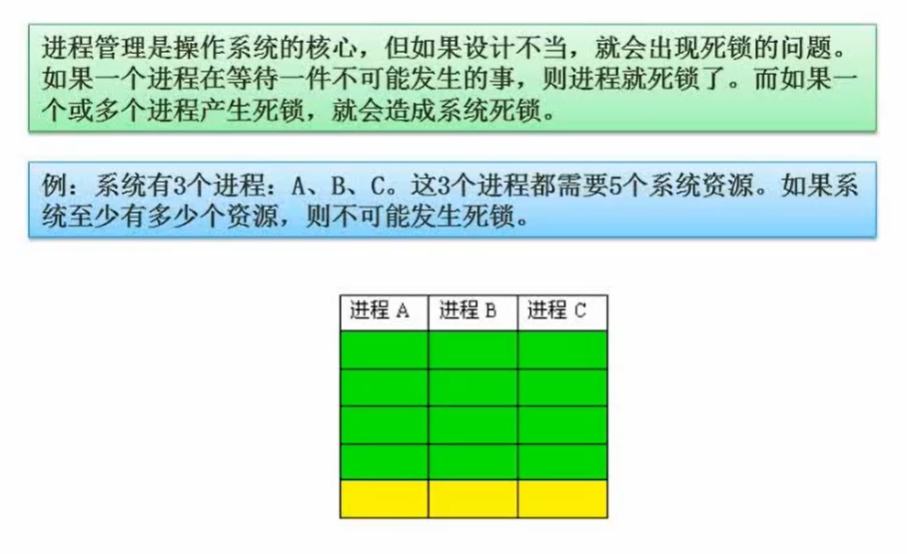 进程管理是操作系统的核心，但如果设计不当，就会出现死锁的问题。
如果一个进程在等待一件不可能发生的事，则进程就死锁了。而如果一
个或多个进程产生死锁，就会造成系统死锁。
例：系统有3个进程：A、B、C。这3个进程都需要5个系统资源。如果系
统至少有多少个资源，则不可能发生死锁。
进程 A 进程 B 进程 C